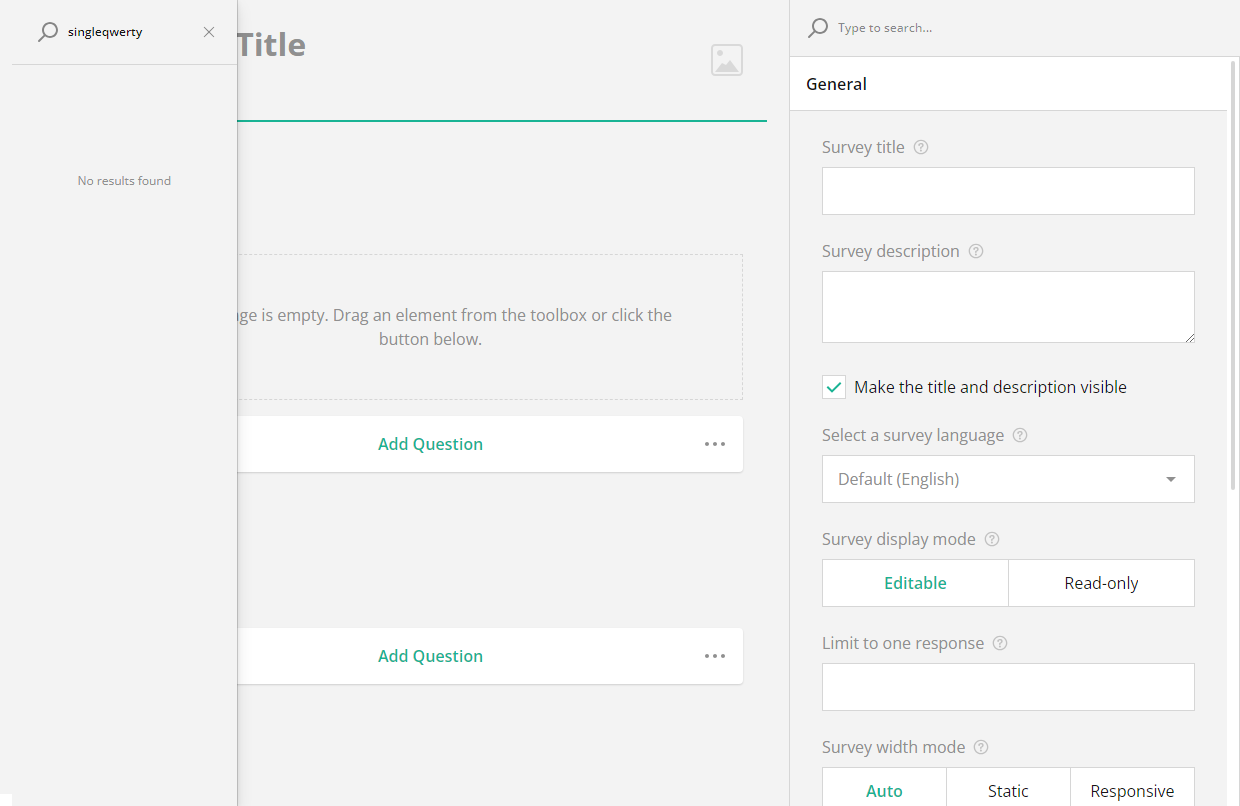 singleqwerty
No results found
Title
ge is empty. Drag an element from the toolbox or click the
button below.
Add Question
Add Question
Type to search...
General
Survey title
Survey description
Make the title and description visible
Select a survey language
Default (English)
Survey display mode
Editable Read-only
Limit to one response
Survey width mode
Auto Static Responsive